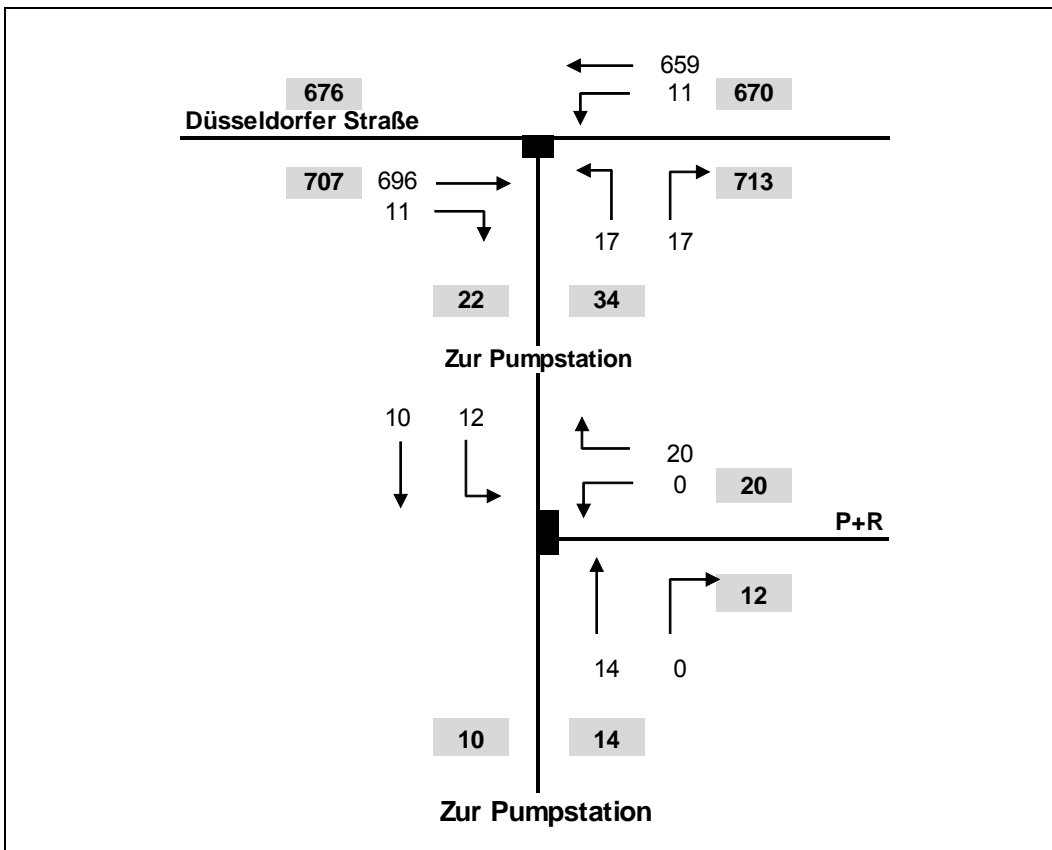 659
676 11 670
Düsseldorfer Straße
707 696 713
11
17 17
22 34
Zur Pumpstation
10 12
20
0 20
P+R
12
14 0
10 14
Zur Pumpstation